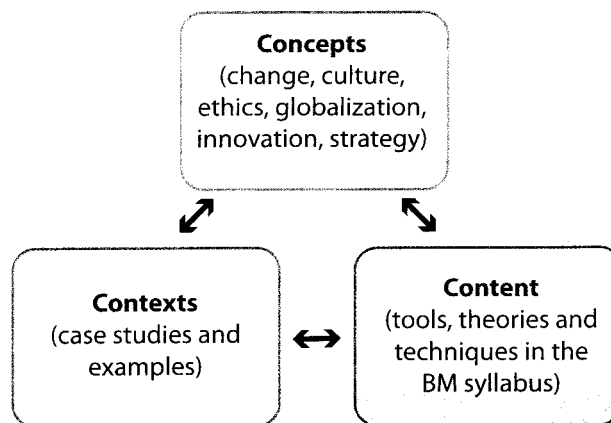 Concepts
(change, culture,
ethics, globalization,
innovation, strategy)
Contexts
(case studies and
examples)
Content
(tools, theories and
techniques in the
BM syllabus)